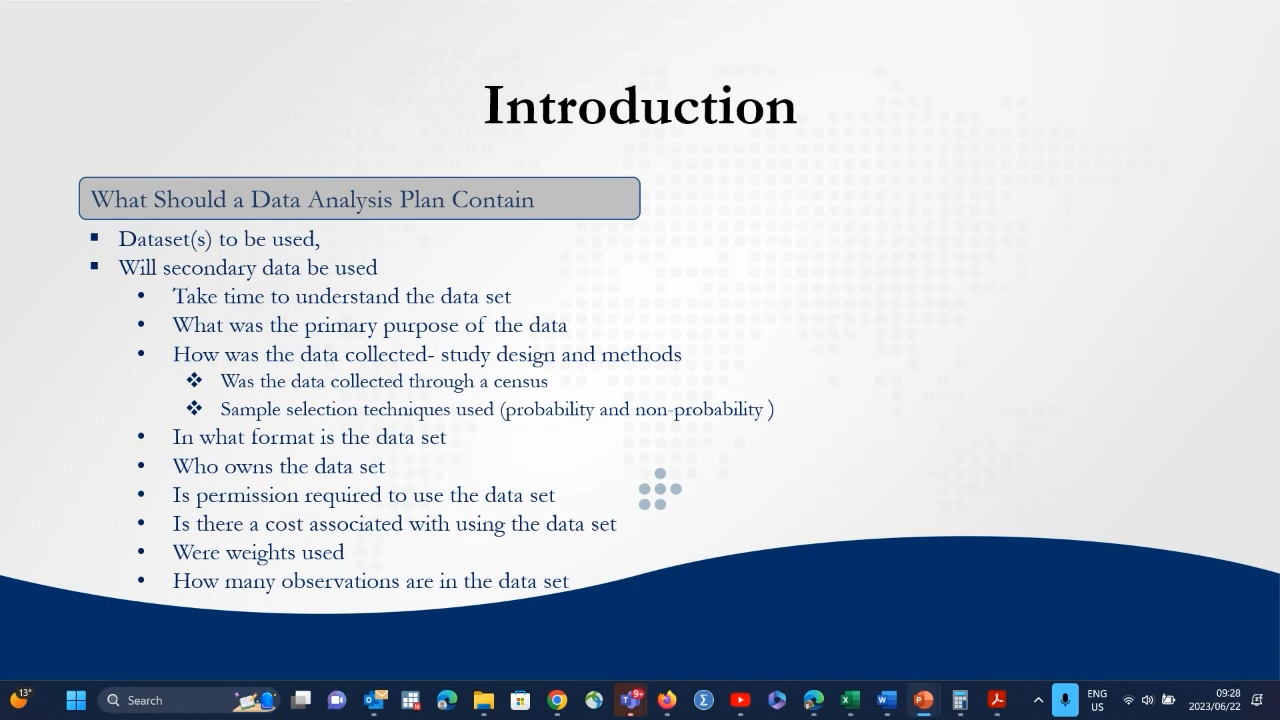 Introduction
What Should a Data Analysis Plan Contain
Dataset(s) to be used,
Will secondary data be used
Take time to understand the data set
What was the primary purpose of the data
How was the data collected- study design and methods
Was the data collected through a census
Sample selection techniques used (probability and non-probability )
In what format is the data set
Who owns the data set
Is permission required to use the data set
Is there a cost associated with using the data set
Were weights used
How many observations are in the data set
13°
Search
9+
ENG
US
09:28
2023/06/22